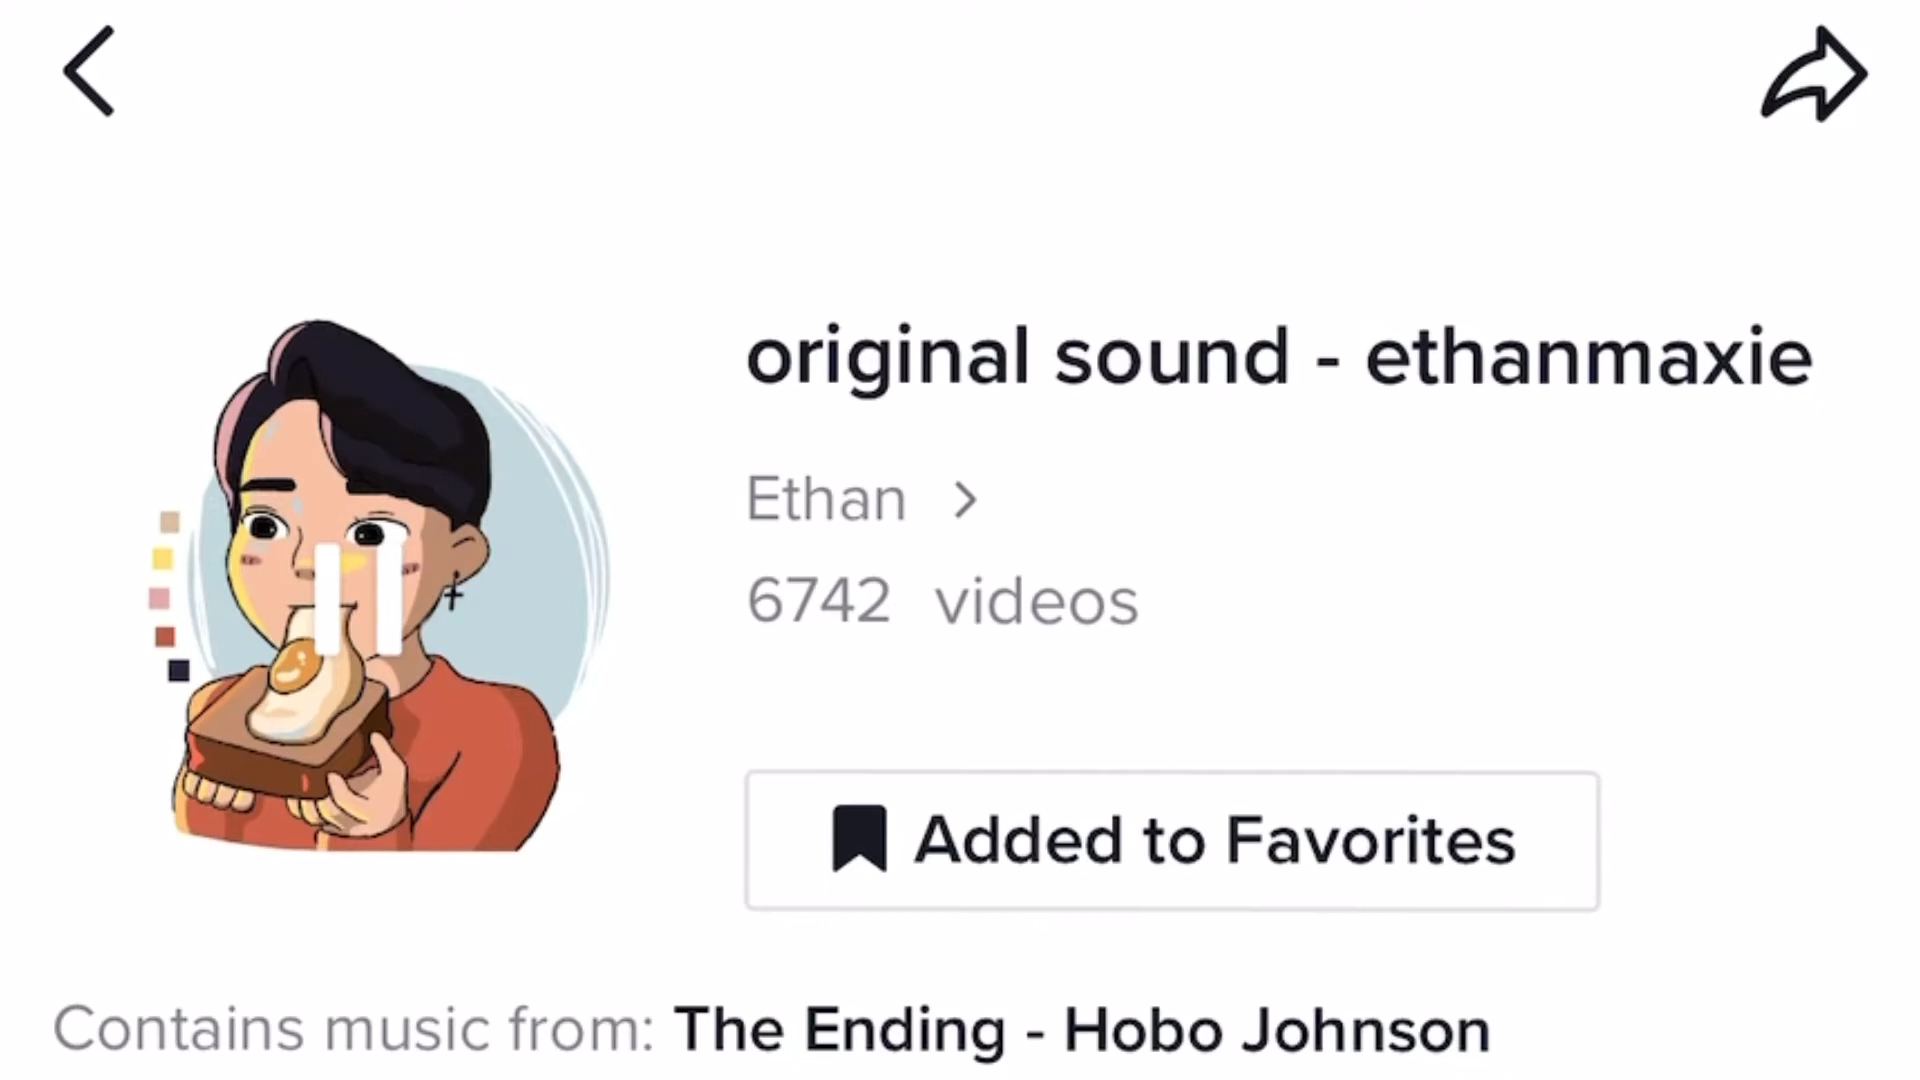 original sound - ethanmaxie
Ethan >
6742 videos
Added to Favorites
Contains music from: The Ending - Hobo Johnson